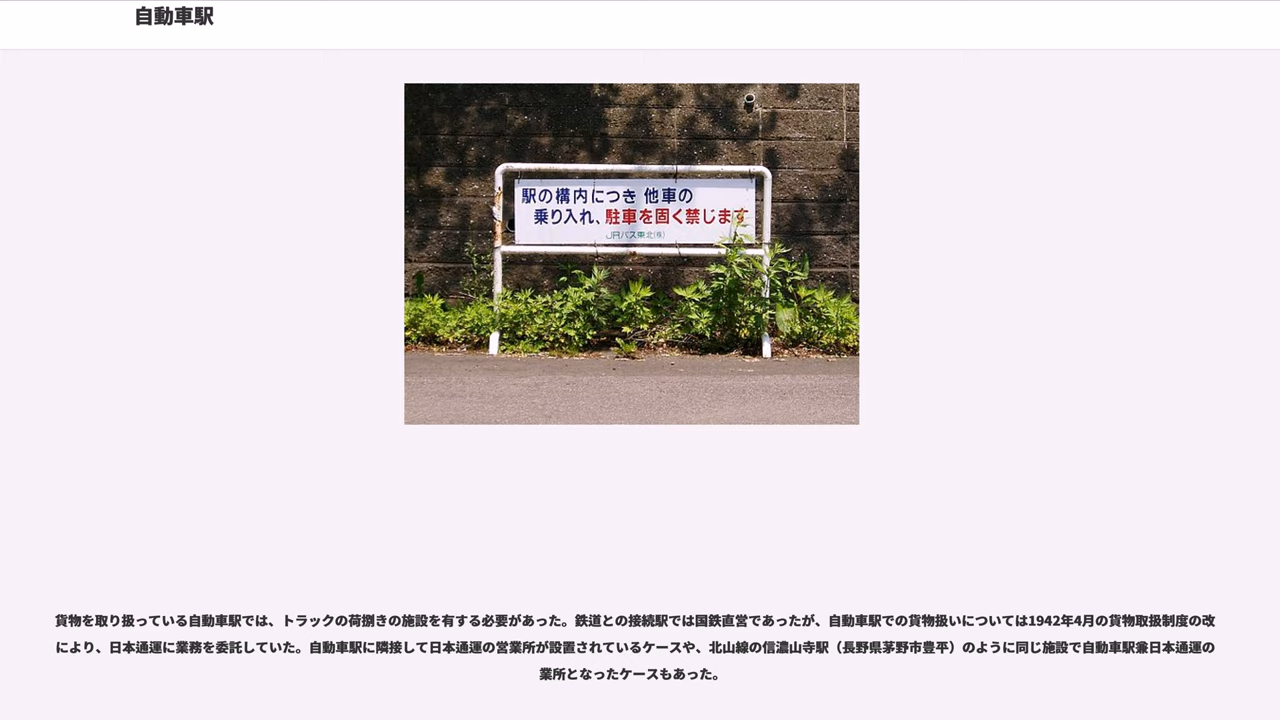 自動車駅
駅の構内につき 他車の
乗り入れ、駐車を固く禁じます
JRバス東北(株)
貨物を取り扱っている自動車駅では、トラックの荷捌きの施設を有する必要があった。鉄道との接続駅では国鉄直営であったが、自動車駅での貨物扱いについては1942年4月の貨物取扱制度の改
により、日本通運に業務を委託していた。自動車駅に隣接して日本通運の営業所が設置されているケースや、北山線の信濃山寺駅（長野県茅野市豊平）のように同じ施設で自動車駅兼日本通運の
業所となったケースもあった。